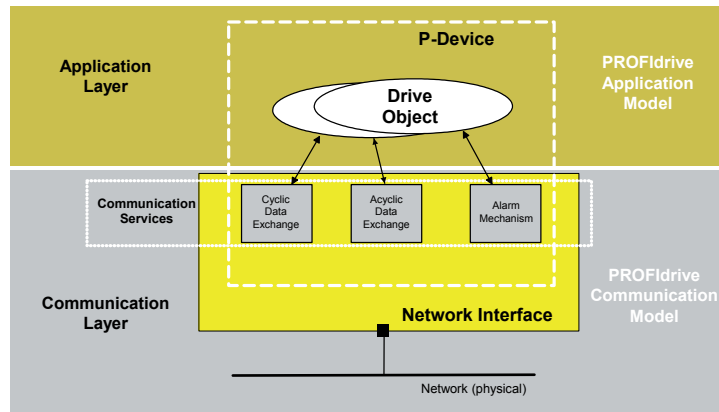 P-Device
Application
Layer
PROFIdrive
Application
Model
Drive
Object
Communication
Services
Cyclic
Data
Exchange
Acyclic
Data
Exchange
Alarm
Mechanism
Communication
Layer
PROFIdrive
Communication
Model
Network Interface
Network (physical)